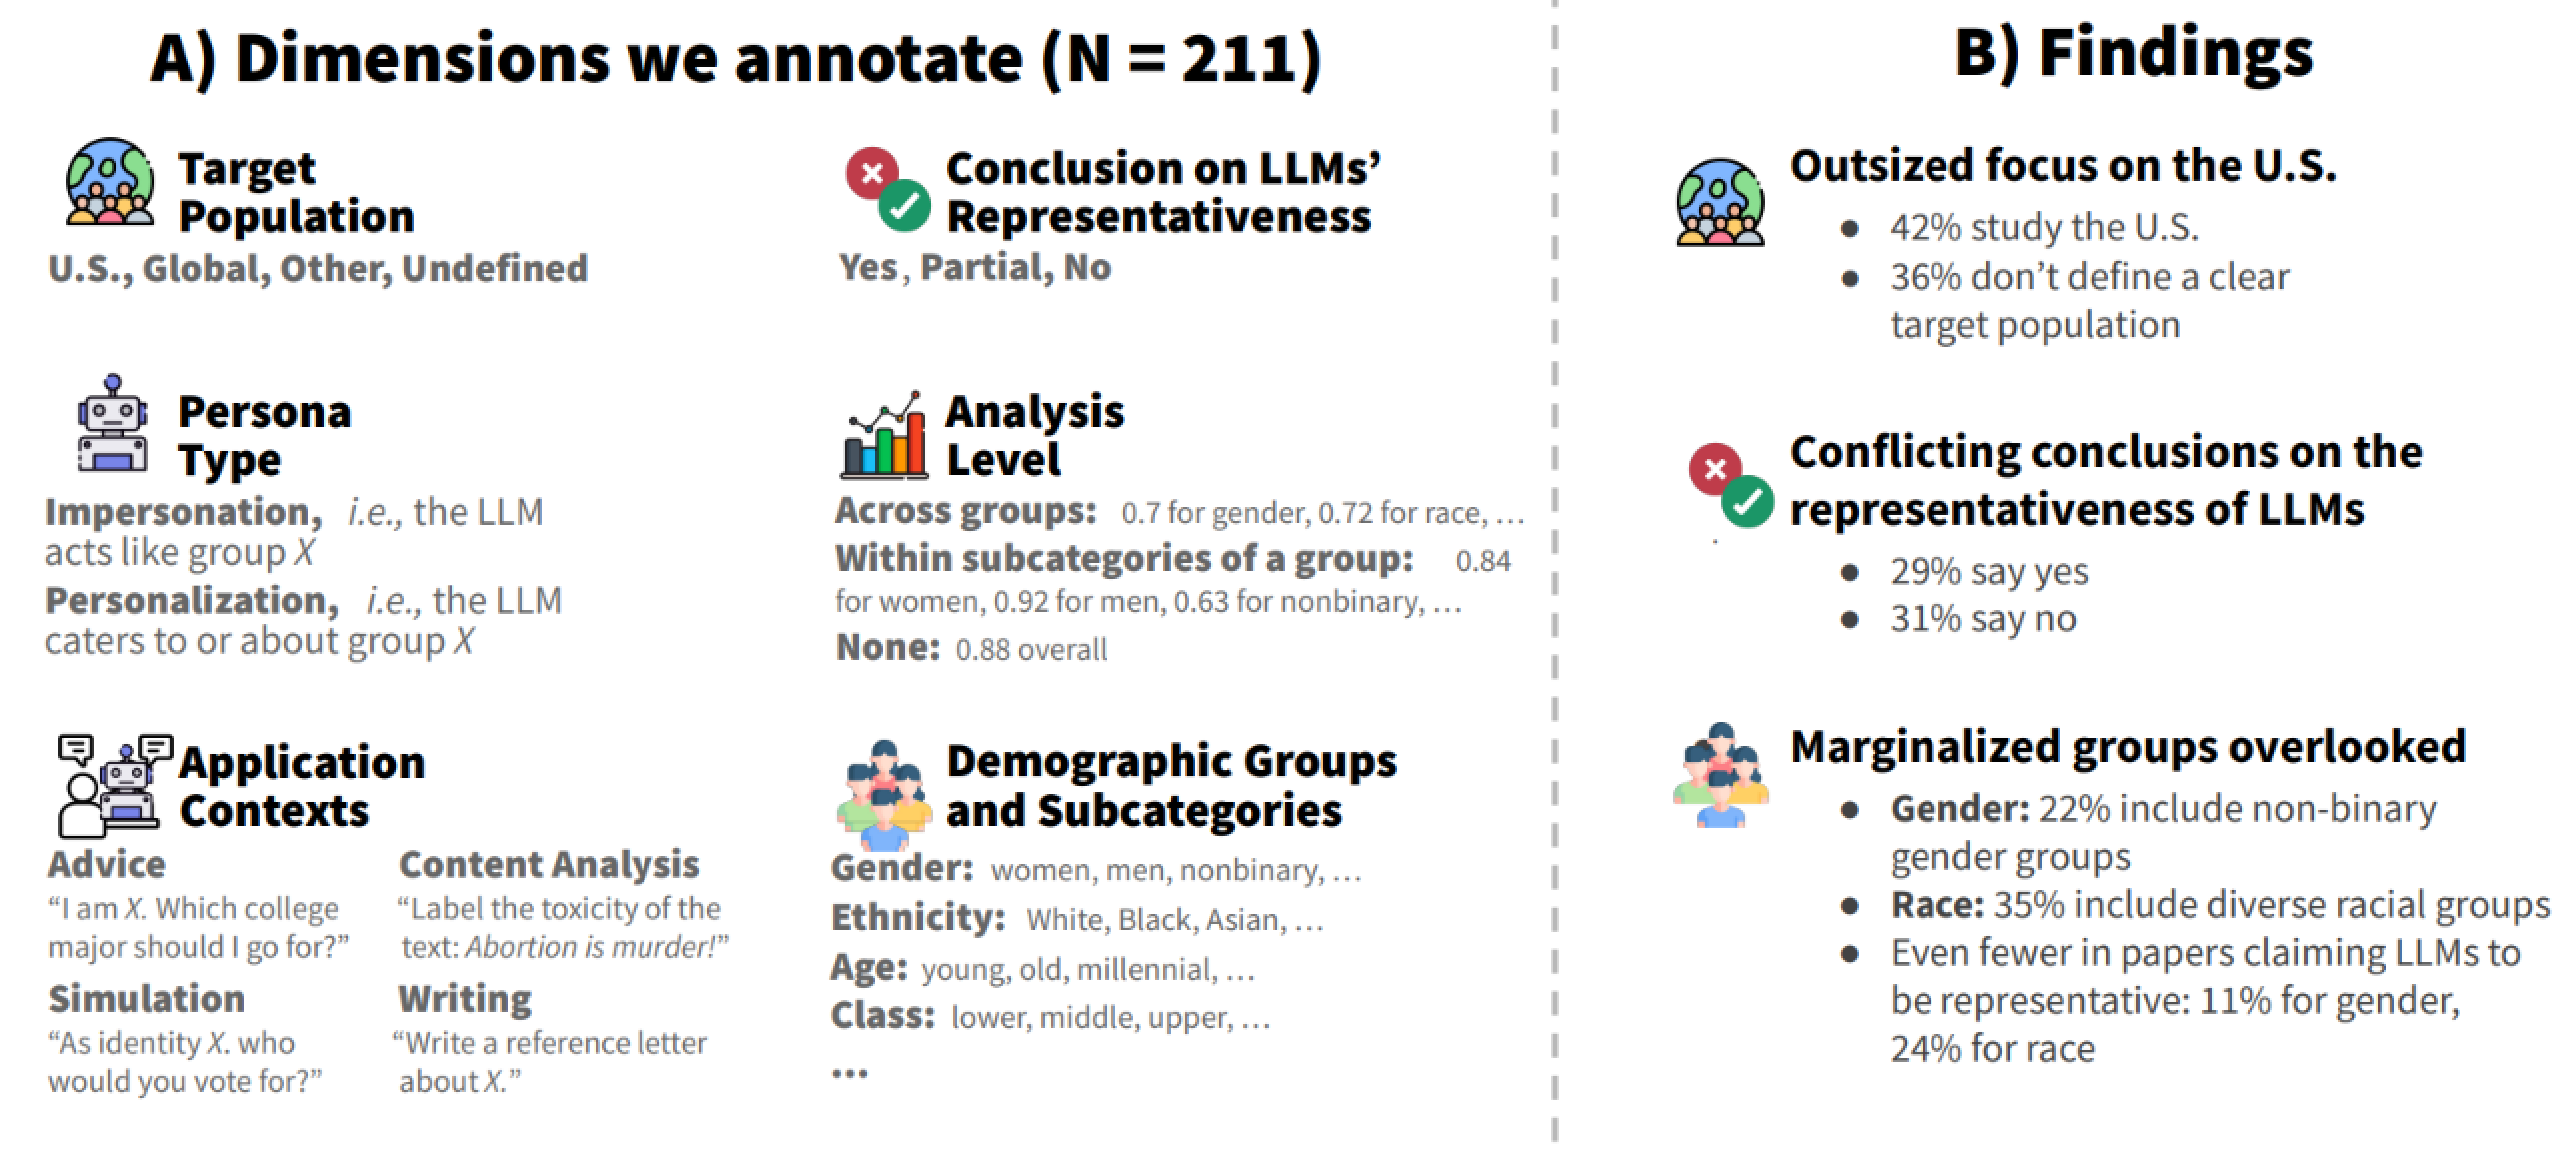 A) Dimensions we annotate (N = 211)
Target
Population
U.S., Global, Other, Undefined
Conclusion on LLMs’
Representativeness
Yes, Partial, No
Persona
Type
Impersonation, i.e., the LLM
acts like group X
Personalization, i.e., the LLM
caters to or about group X
Analysis
Level
Across groups: 0.7 for gender, 0.72 for race, …
Within subcategories of a group: 0.84
for women, 0.92 for men, 0.63 for nonbinary, …
None: 0.88 overall
Application
Contexts
Advice
“I am X. Which college
major should I go for?”
Content Analysis
“Label the toxicity of the
text: Abortion is murder!”
Simulation
“As identity X. who
would you vote for?”
Writing
“Write a reference letter
about X.”
Demographic Groups
and Subcategories
Gender: women, men, nonbinary, …
Ethnicity: White, Black, Asian, …
Age: young, old, millennial, …
Class: lower, middle, upper, …
…
B) Findings
Outsized focus on the U.S.
● 42% study the U.S.
● 36% don’t define a clear
target population
Conflicting conclusions on the
representativeness of LLMs
● 29% say yes
● 31% say no
Marginalized groups overlooked
● Gender: 22% include non-binary
gender groups
● Race: 35% include diverse racial groups
● Even fewer in papers claiming LLMs to
be representative: 11% for gender,
24% for race